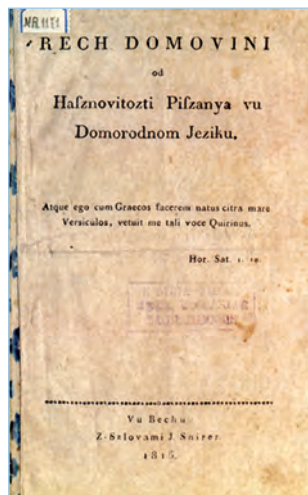 RECH DOMOVINI
od
Haſznovitozti Piſzanya vu
Domorodnom Jeziku.
Atque ego cum Graecos facerem natus citra mare
Versiculos, vetuit me tali voce Quirinus.
Hor. Sat. 1.
Vu Bechu
Z-Szlovami J. Snirer